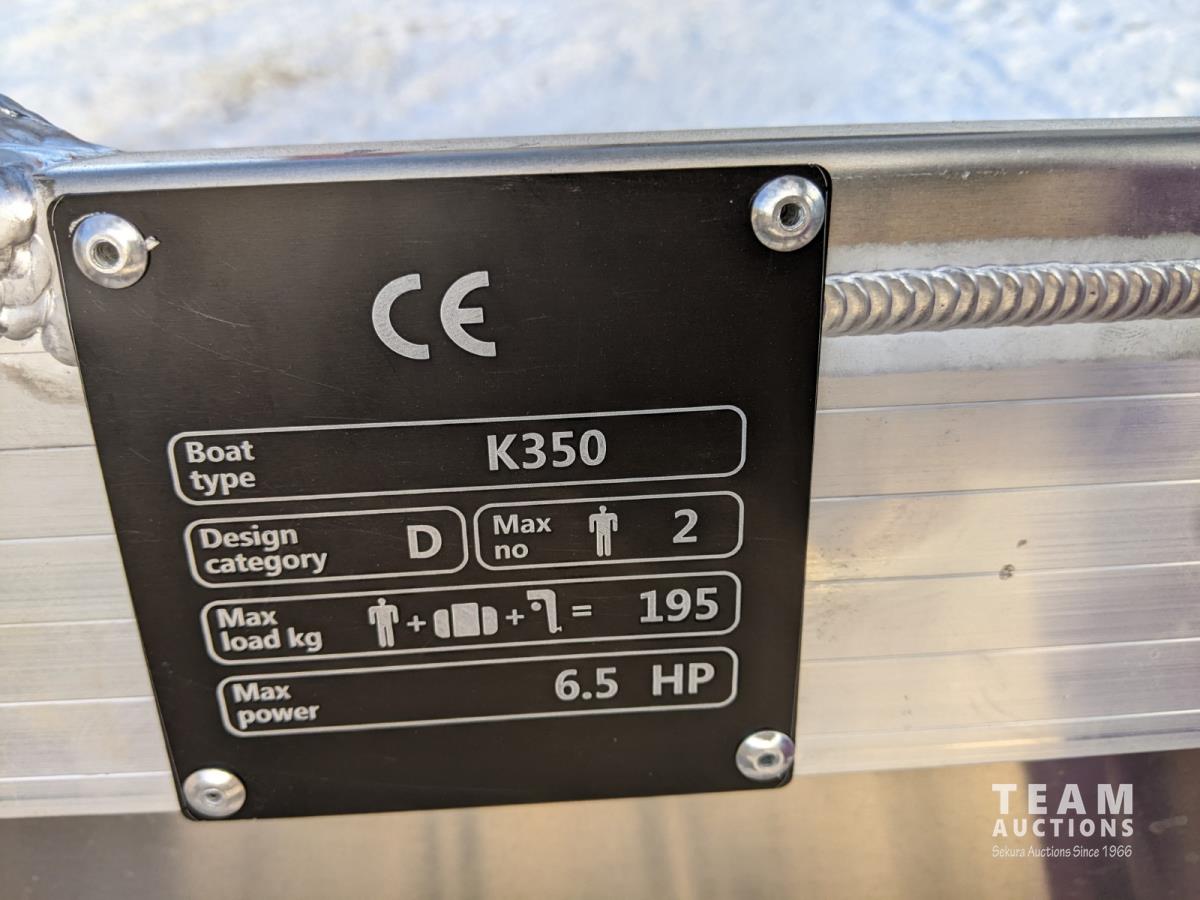 CE
Boat type K350
Design category D
Max no 2
Max load kg + + = 195
Max power 6.5 HP
TEAM
AUCTIONS
Sekura Auctions Since 1966